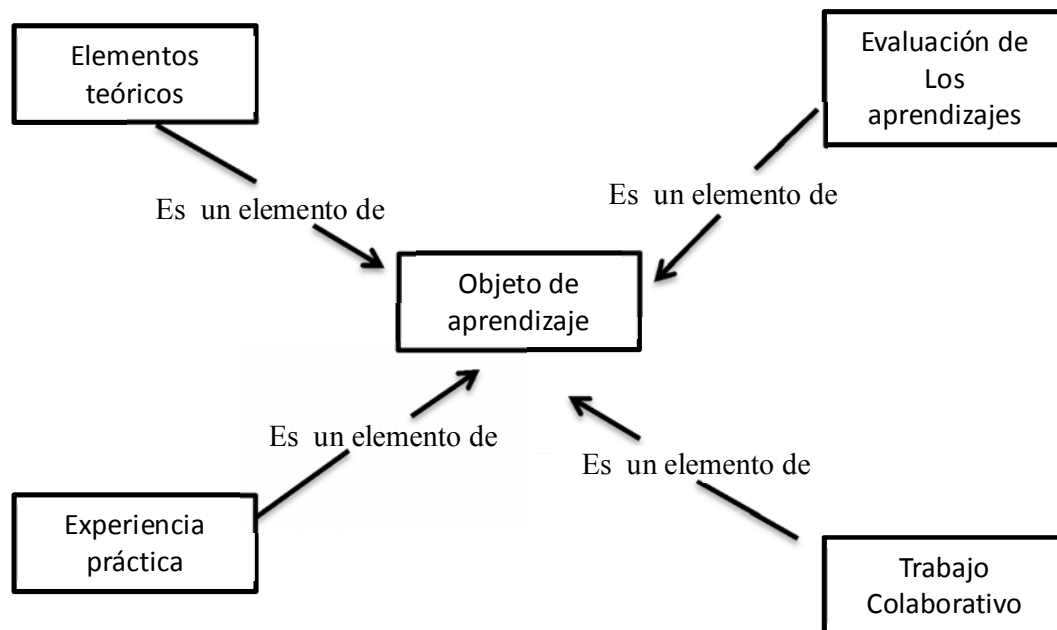 Elementos
teóricos
Evaluación de
Los
aprendizajes
Es un elemento de
Es un elemento de
Objeto de
aprendizaje
Es un elemento de
Es un elemento de
Experiencia
práctica
Trabajo
Colaborativo